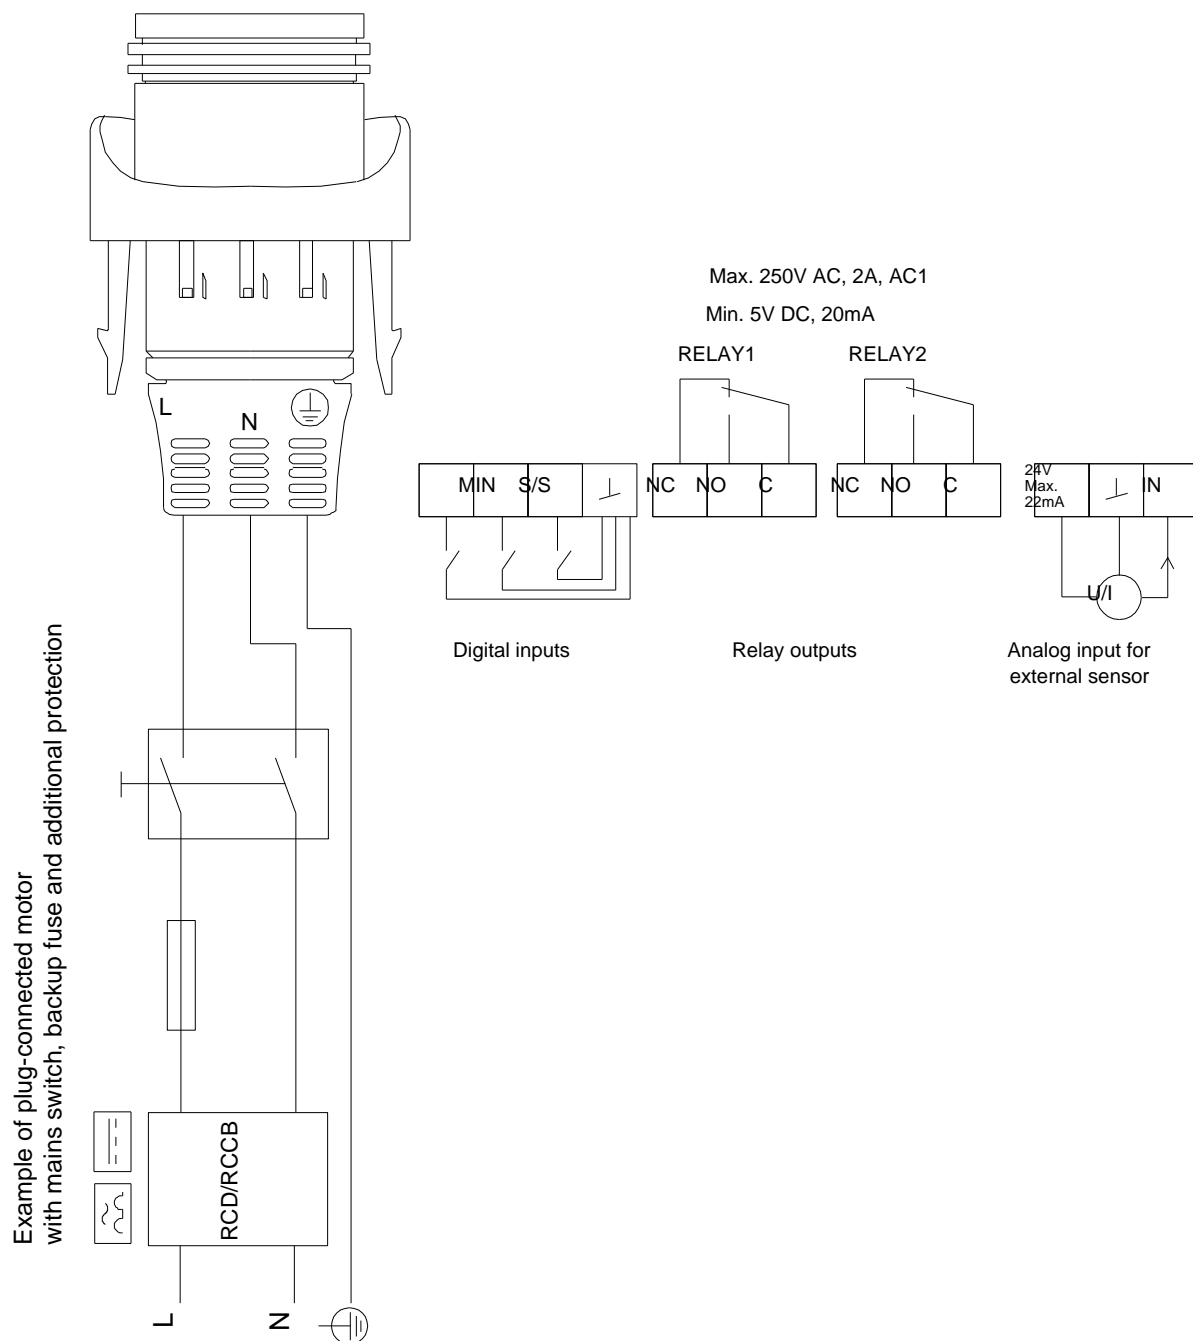 Max. 250V AC, 2A, AC1
Min. 5V DC, 20mA
RELAY1
RELAY2
L
N
MIN
S/S
NC
NO
C
NC
NO
C
24V
Max.
22mA
IN
U/I
Digital inputs
Relay outputs
Analog input for
external sensor
Example of plug-connected motor
with mains switch, backup fuse and additional protection
RCD/RCCB
L
N